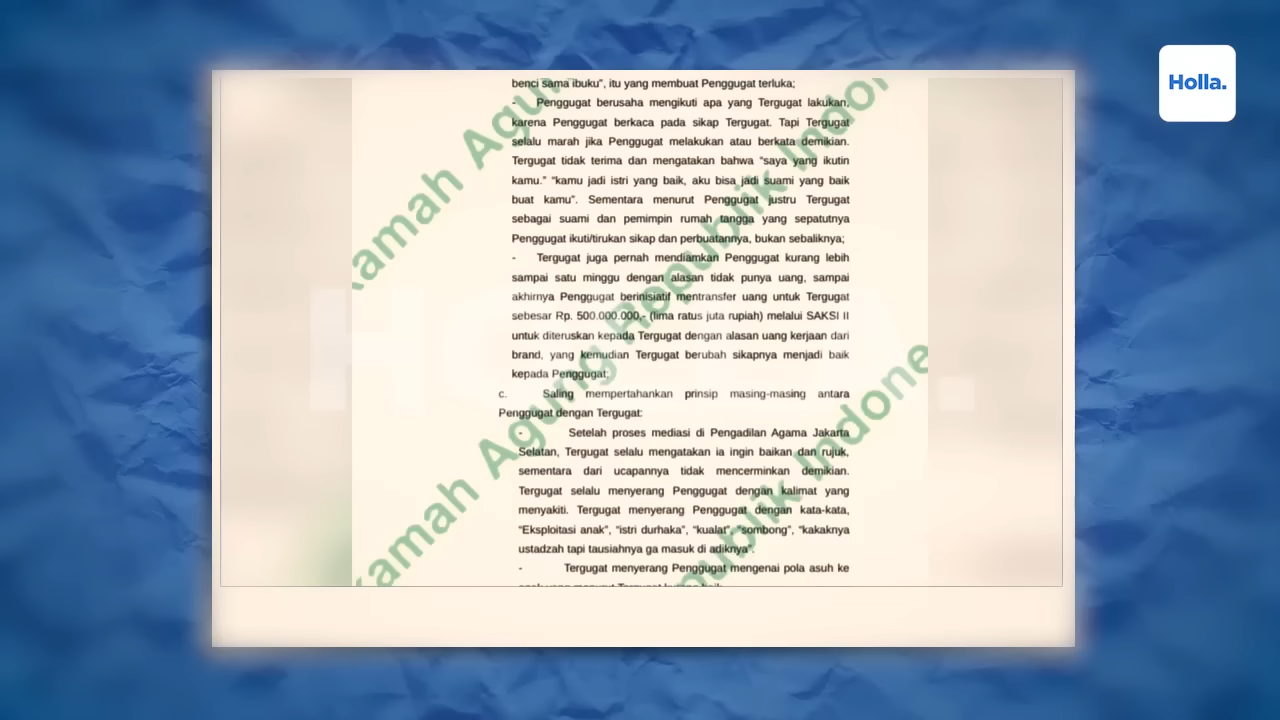 Holla.
benci sama ibuku", itu yang membuat Penggugat terluka;
- Penggugat berusaha mengikuti apa yang Tergugat lakukan,
karena Penggugat berkaca pada sikap Tergugat. Tapi Tergugat
selalu marah jika Penggugat melakukan atau berkata demikian.
Tergugat tidak terima dan mengatakan bahwa "saya yang ikutin
kamu." "kamu jadi istri yang baik, aku bisa jadi suami yang baik
buat kamu". Sementara menurut Penggugat justru Tergugat
sebagai suami dan pemimpin rumah tangga yang sepatutnya
Penggugat ikuti/tirukan sikap dan perbuatannya, bukan sebaliknya;
- Tergugat juga pernah mendiamkan Penggugat kurang lebih
sampai satu minggu dengan alasan tidak punya uang, sampai
akhirnya Penggugat berinisiatif mentransfer uang untuk Tergugat
sebesar Rp. 500.000.000,- (lima ratus juta rupiah) melalui SAKSI II
untuk diteruskan kepada Tergugat dengan alasan uang kerjaan dari
brand, yang kemudian Tergugat berubah sikapnya menjadi baik
kepada Penggugat;
c. Saling mempertahankan prinsip masing-masing antara
Penggugat dengan Tergugat:
- Setelah proses mediasi di Pengadilan Agama Jakarta
Selatan, Tergugat selalu mengatakan ia ingin baikan dan rujuk,
sementara dari ucapannya tidak mencerminkan demikian.
Tergugat selalu menyerang Penggugat dengan kalimat yang
menyakiti. Tergugat menyerang Penggugat dengan kata-kata,
"Eksploitasi anak", "istri durhaka", "kualat", "sombong", "kakaknya
ustadzah tapi tausiahnya ga masuk di adiknya".
- Tergugat menyerang Penggugat mengenai pola asuh ke
kamah Agun
kamah Agung Republik Indon
kamah
publik Indone